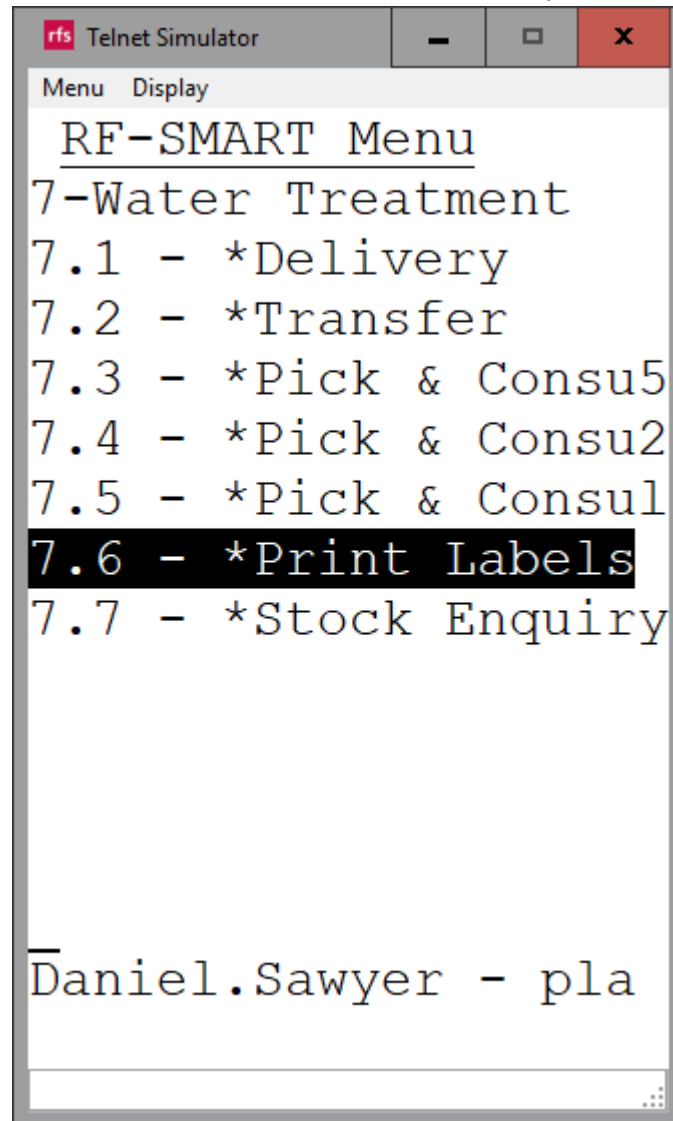 rfs Telnet Simulator
Menu Display
RF-SMART Menu
7-Water Treatment
7.1 - *Delivery
7.2 - *Transfer
7.3 - *Pick & Consu5
7.4 - *Pick & Consu2
7.5 - *Pick & Consul
7.6 - *Print Labels
7.7 - *Stock Enquiry
Daniel.Sawyer - pla